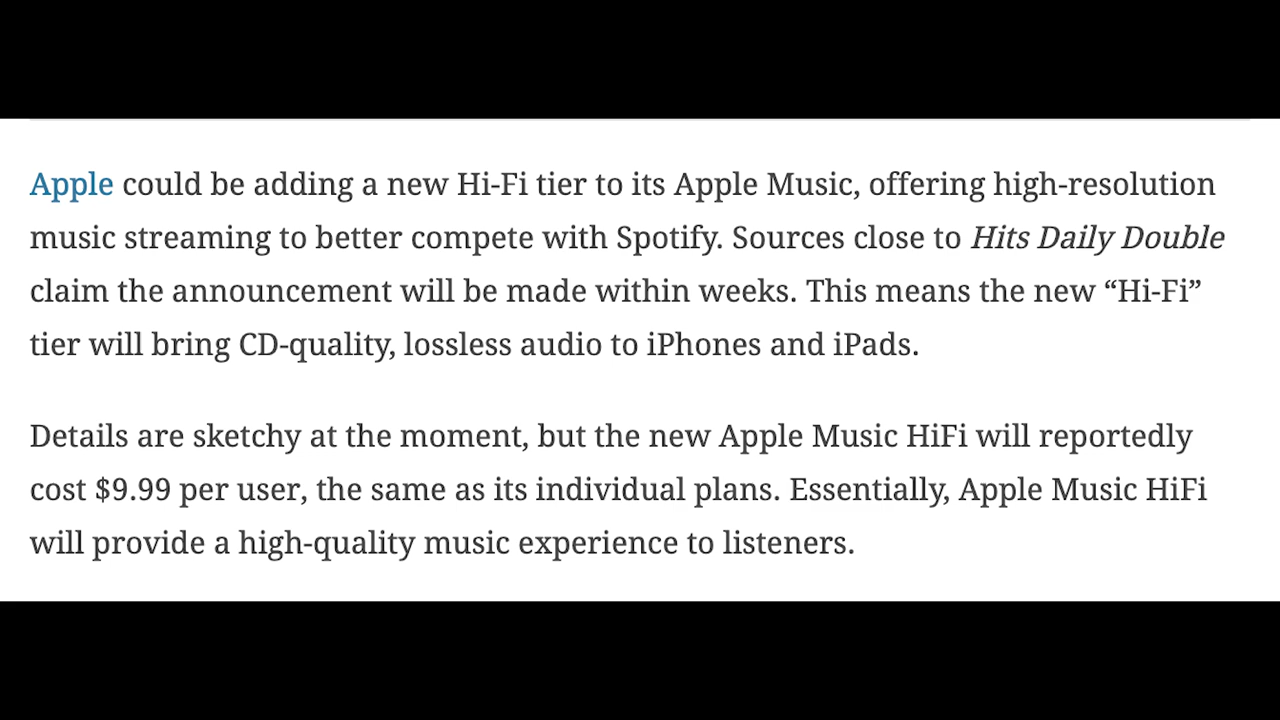 Apple could be adding a new Hi-Fi tier to its Apple Music, offering high-resolution
music streaming to better compete with Spotify. Sources close to Hits Daily Double
claim the announcement will be made within weeks. This means the new “Hi-Fi”
tier will bring CD-quality, lossless audio to iPhones and iPads.
Details are sketchy at the moment, but the new Apple Music HiFi will reportedly
cost $9.99 per user, the same as its individual plans. Essentially, Apple Music HiFi
will provide a high-quality music experience to listeners.